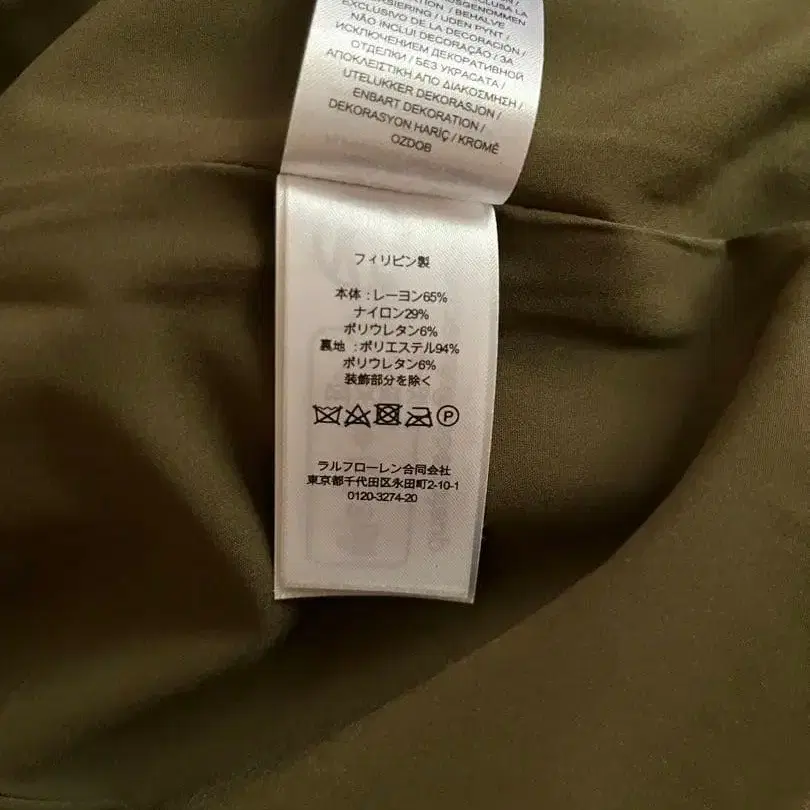 EXCLUSIVO DE LA DECORACIÓN /
NÃO INCLUI DECORAÇÃO / ЗА
ИСКЛЮЧЕНИЕМ ДЕКОРАТИВНОЙ
ОТДЕЛКИ / БЕЗ УКРАСАТА /
ΑΠΟΚΛΕΙΣΤΙΚΗ ΑΠΟ ΔΙΑΚΟΣΜΗΣΗ /
UTELUKKER DEKORASJON /
ENBART DEKORATION /
DEKORASYON HARİÇ / KROMĚ
OZDOB
フィリピン製
本体 : レーヨン65%
ナイロン29%
ポリウレタン6%
裏地 : ポリエステル94%
ポリウレタン6%
装飾部分を除く
P
ラルフローレン合同会社
東京都千代田区永田町2-10-1
0120-3274-20